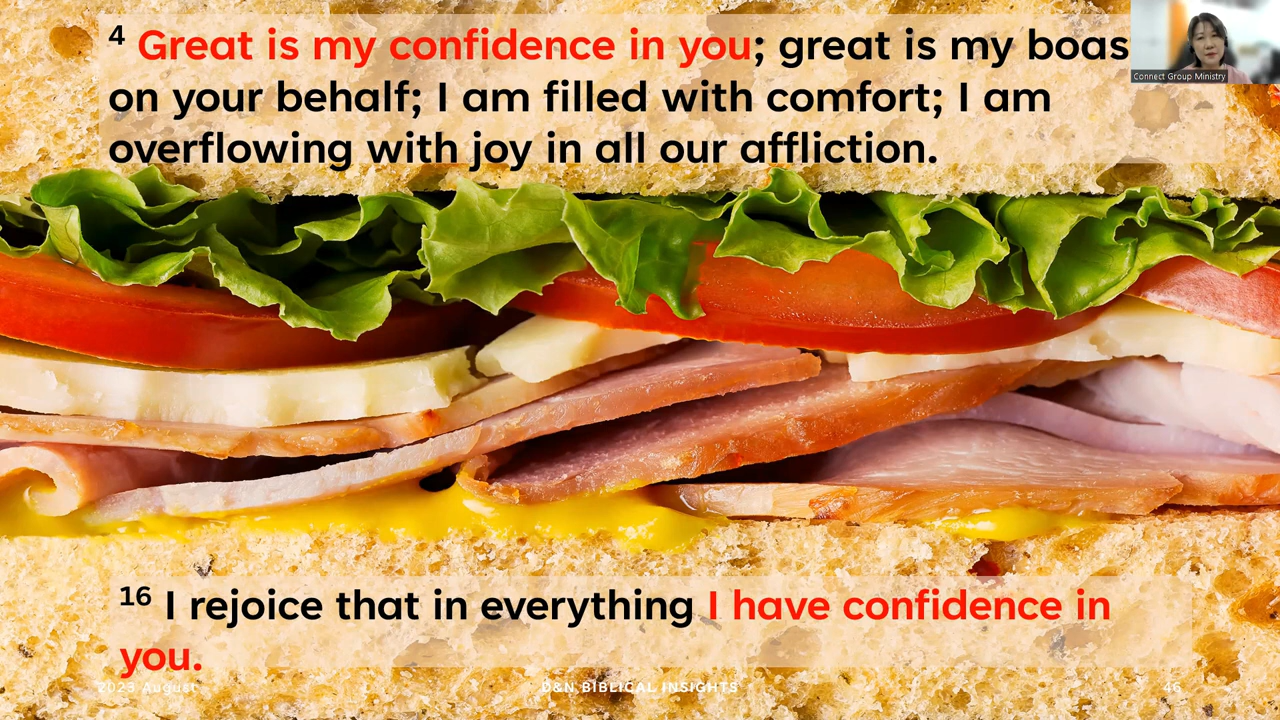 4 Great is my confidence in you; great is my boas
on your behalf; I am filled with comfort; I am
overflowing with joy in all our affliction.
Connect Group Ministry
16 I rejoice that in everything I have confidence in
you.
2023 August D&N BIBLICAL INSIGHTS 46